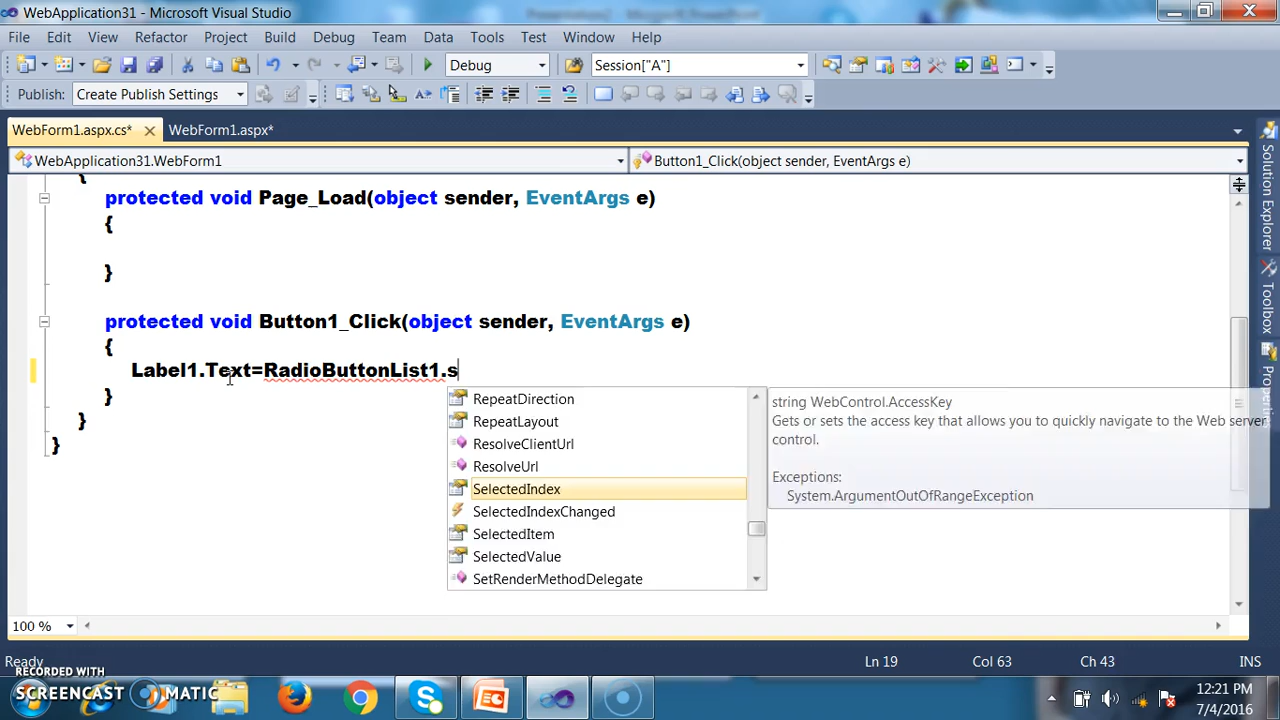 WebApplication31 - Microsoft Visual Studio
File Edit View Refactor Project Build Debug Team Data Tools Test Window Help
Debug Session["A"]
Publish: Create Publish Settings
WebForm1.aspx.cs* WebForm1.aspx*
WebApplication31.WebForm1 Button1_Click(object sender, EventArgs e)
{
protected void Page_Load(object sender, EventArgs e)
{
}
protected void Button1_Click(object sender, EventArgs e)
{
Label1.Text=RadioButtonList1.s
}
}
}
RepeatDirection
RepeatLayout
ResolveClientUrl
ResolveUrl
SelectedIndex
SelectedIndexChanged
SelectedItem
SelectedValue
SetRenderMethodDelegate
string WebControl.AccessKey
Gets or sets the access key that allows you to quickly navigate to the Web server
control.
Exceptions:
System.ArgumentOutOfRangeException
Solution Explorer
Toolbox
Properties
100 %
Ready Ln 19 Col 63 Ch 43 INS
RECORDED WITH
SCREENCAST MATIC
12:21 PM
7/4/2016